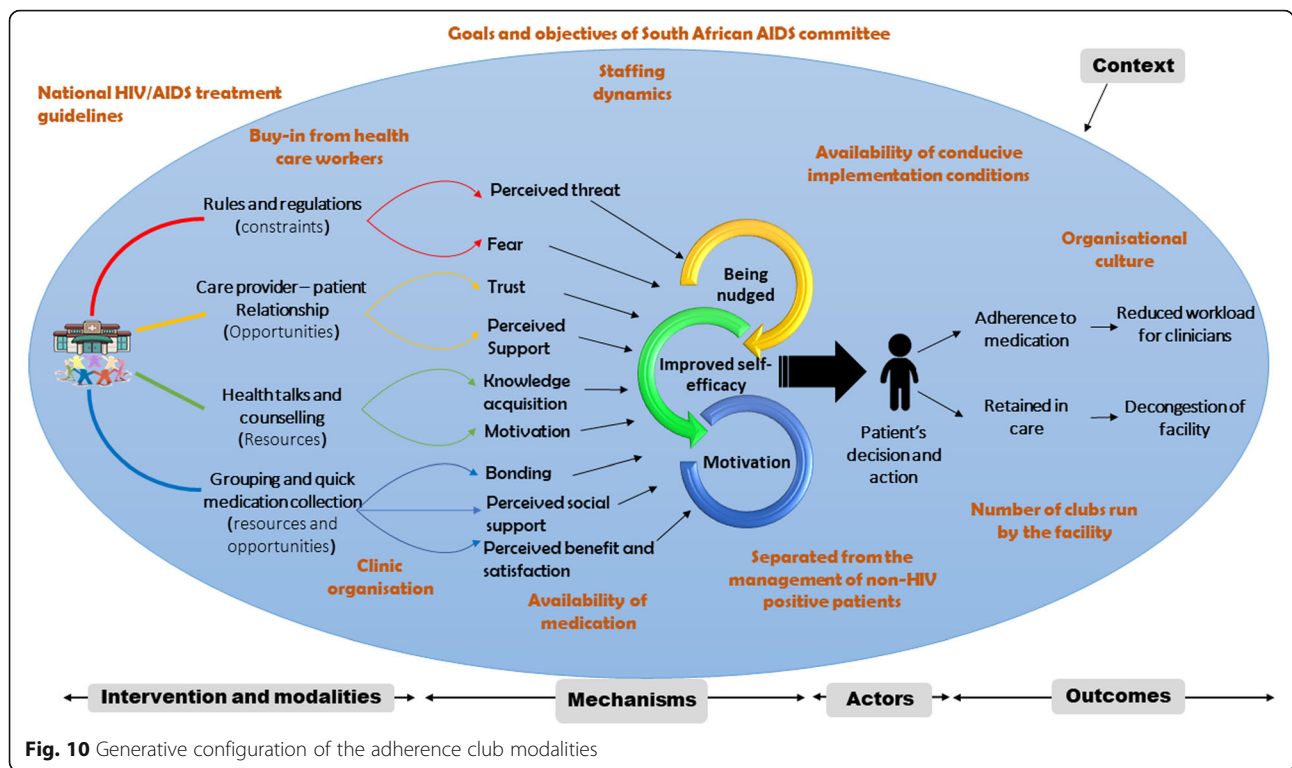 Goals and objectives of South African AIDS committee
Context
National HIV/AIDS treatment
guidelines
Staffing
dynamics
Buy-in from health
care workers
Availability of conducive
implementation conditions
Organisational
culture
Rules and regulations
(constraints)
Care provider – patient
Relationship
(Opportunities)
Health talks and
counselling
(Resources)
Grouping and quick
medication collection
(resources and
opportunities)
Clinic
organisation
Perceived threat
Fear
Trust
Perceived
Support
Knowledge
acquisition
Motivation
Bonding
Perceived social
support
Perceived benefit and
satisfaction
Availability of
medication
Being
nudged
Improved self-
efficacy
Motivation
Separated from the
management of non-HIV
positive patients
Patient's
decision and
action
Adherence to
medication
Reduced workload
for clinicians
Retained in
care
Decongestion of
facility
Number of clubs run
by the facility
Intervention and modalities
Mechanisms
Actors
Outcomes
Fig. 10 Generative configuration of the adherence club modalities